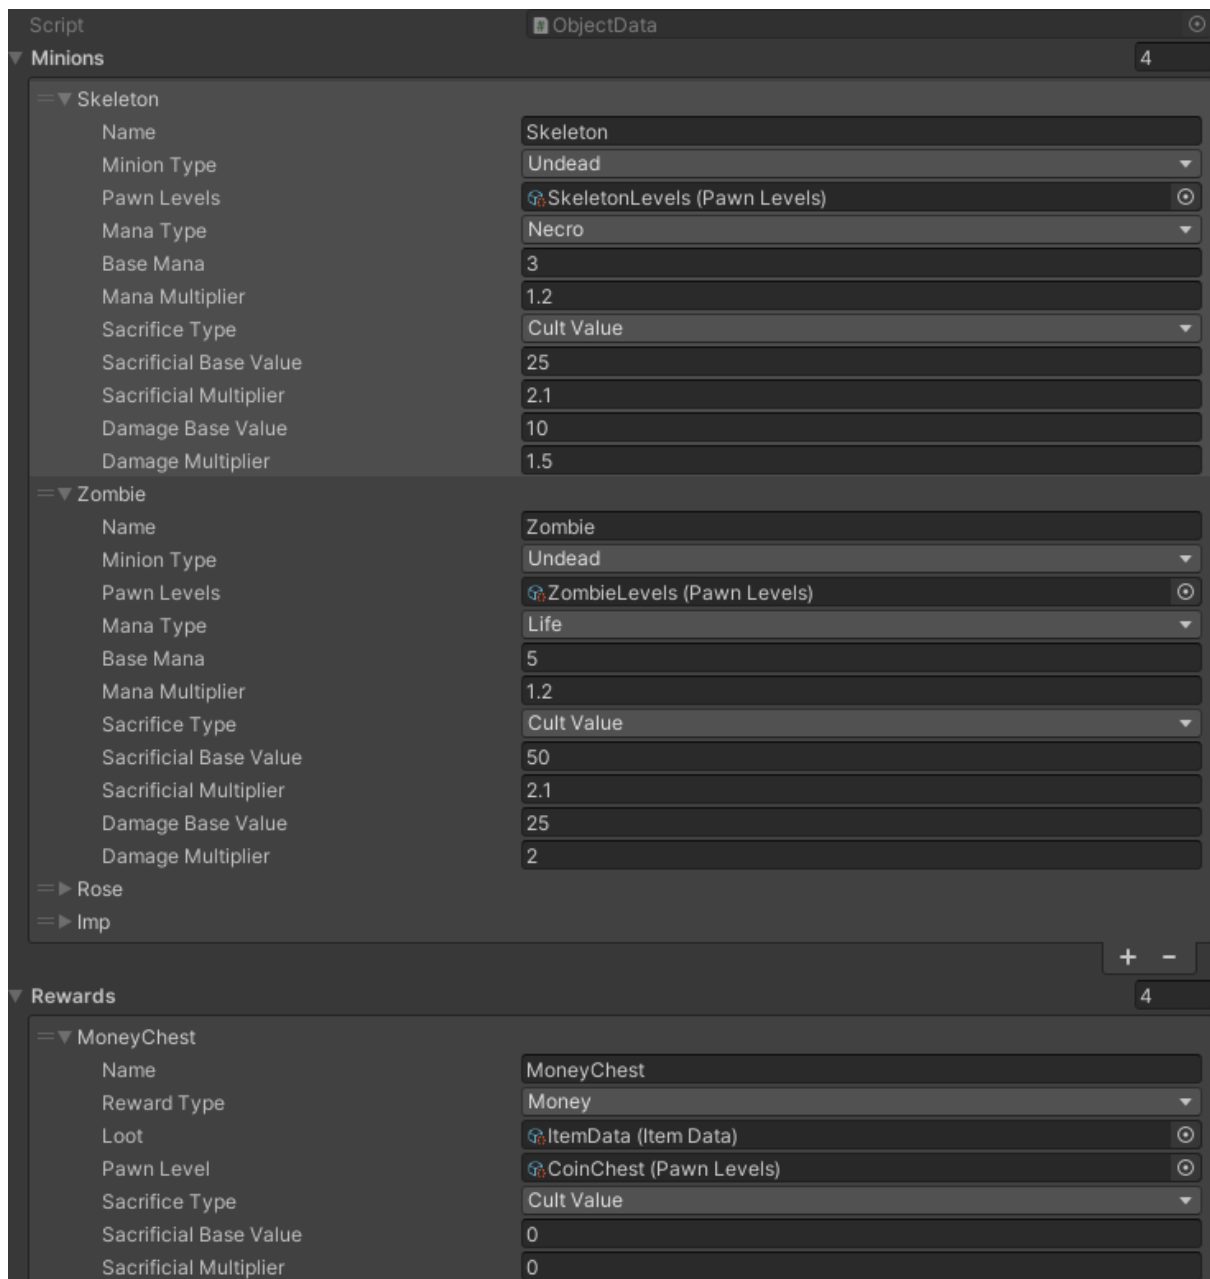 Script ObjectData
Minions 4
Skeleton
Name Skeleton
Minion Type Undead
Pawn Levels SkeletonLevels (Pawn Levels)
Mana Type Necro
Base Mana 3
Mana Multiplier 1.2
Sacrifice Type Cult Value
Sacrificial Base Value 25
Sacrificial Multiplier 2.1
Damage Base Value 10
Damage Multiplier 1.5
Zombie
Name Zombie
Minion Type Undead
Pawn Levels ZombieLevels (Pawn Levels)
Mana Type Life
Base Mana 5
Mana Multiplier 1.2
Sacrifice Type Cult Value
Sacrificial Base Value 50
Sacrificial Multiplier 2.1
Damage Base Value 25
Damage Multiplier 2
Rose
Imp
+ -
Rewards 4
MoneyChest
Name MoneyChest
Reward Type Money
Loot ItemData (Item Data)
Pawn Level CoinChest (Pawn Levels)
Sacrifice Type Cult Value
Sacrificial Base Value 0
Sacrificial Multiplier 0